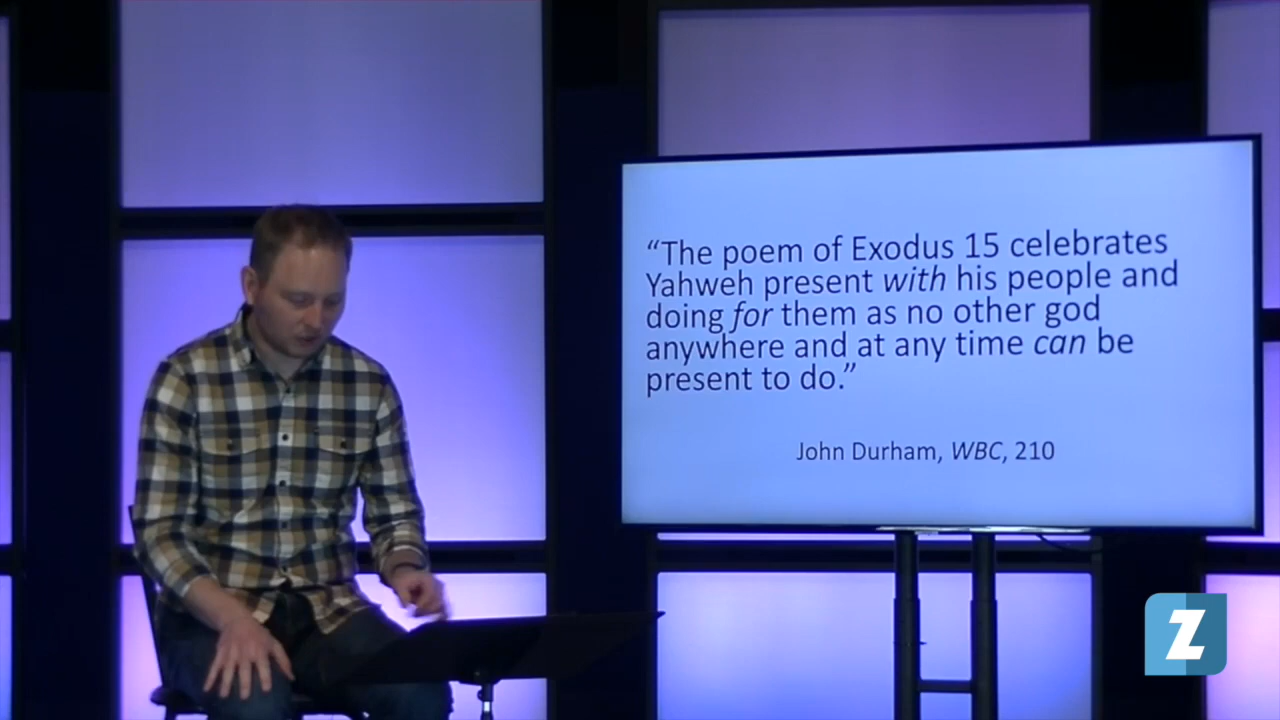 “The poem of Exodus 15 celebrates
Yahweh present with his people and
doing for them as no other god
anywhere and at any time can be
present to do.”
John Durham, WBC, 210
Z